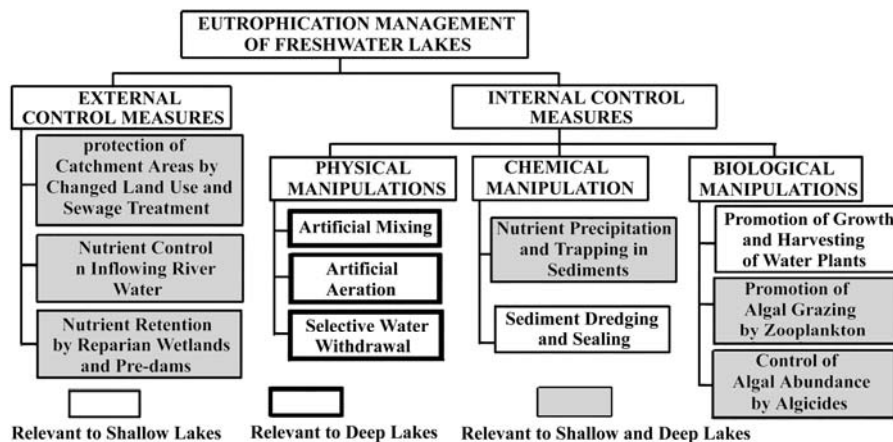 EUTROPHICATION MANAGEMENT
OF FRESHWATER LAKES
EXTERNAL
CONTROL MEASURES
protection of
Catchment Areas by
Changed Land Use and
Sewage Treatment
Nutrient Control
n Inflowing River
Water
Nutrient Retention
by Reparian Wetlands
and Pre-dams
INTERNAL CONTROL
MEASURES
PHYSICAL
MANIPULATIONS
Artificial Mixing
Artificial
Aeration
Selective Water
Withdrawal
CHEMICAL
MANIPULATION
Nutrient Precipitation
and Trapping in
Sediments
Sediment Dredging
and Sealing
BIOLOGICAL
MANIPULATIONS
Promotion of Growth
and Harvesting
of Water Plants
Promotion of
Algal Grazing
by Zooplankton
Control of
Algal Abundance
by Algicides
Relevant to Shallow Lakes
Relevant to Deep Lakes
Relevant to Shallow and Deep Lakes